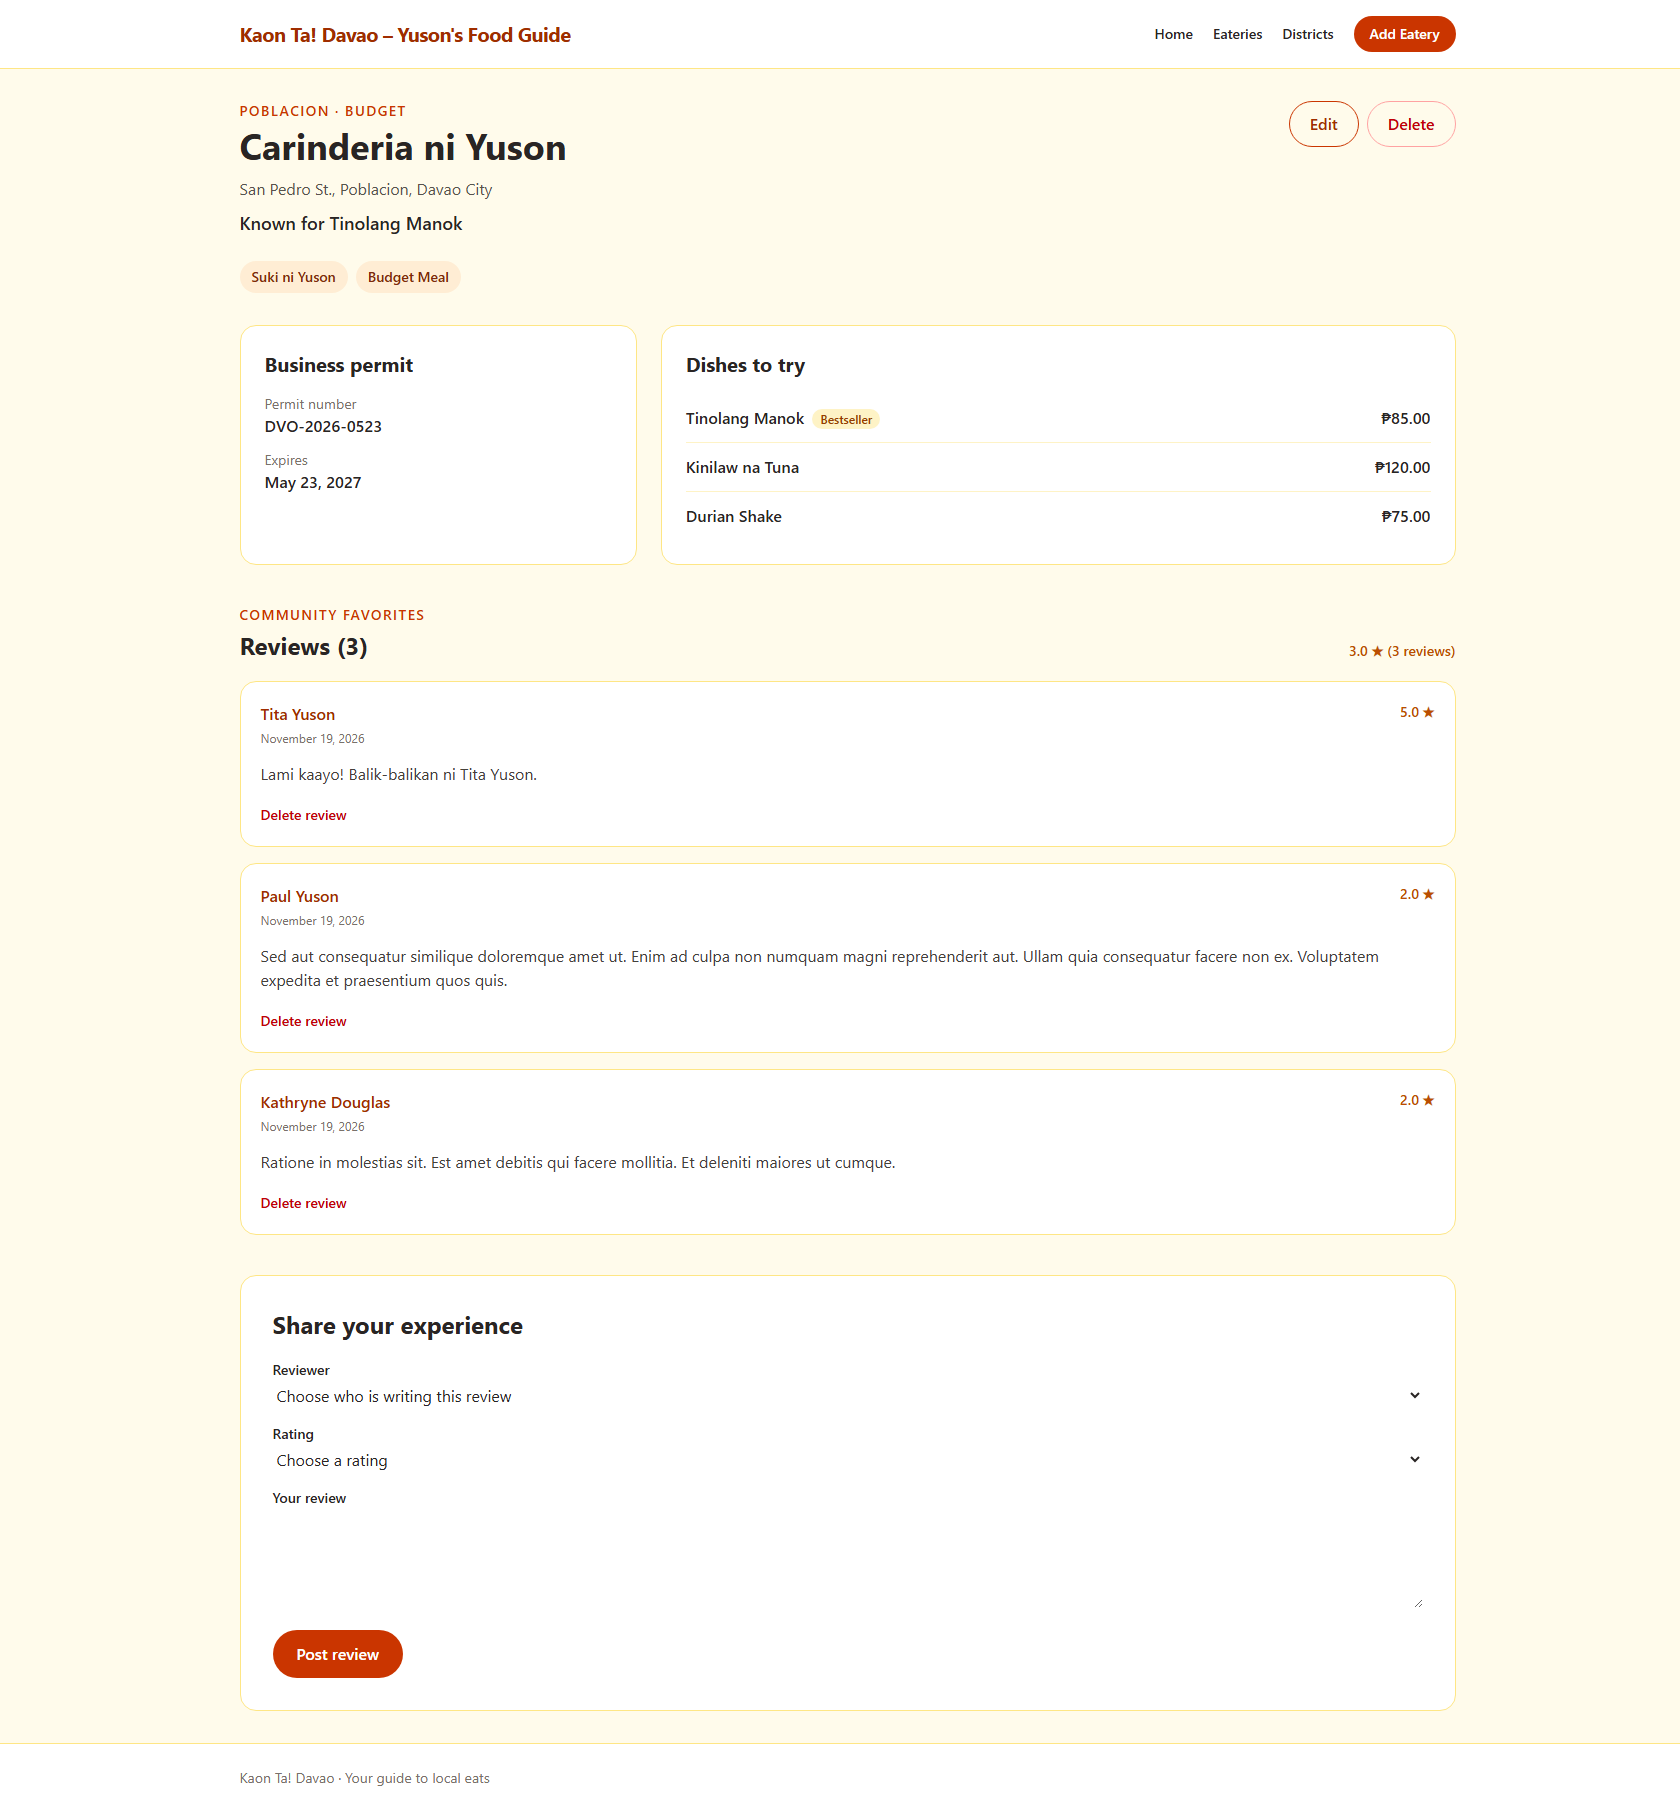 Kaon Ta! Davao – Yuson's Food Guide
Home
Eateries
Districts
Add Eatery
POBLACION · BUDGET
Carinderia ni Yuson
Edit
Delete
San Pedro St., Poblacion, Davao City
Known for Tinolang Manok
Suki ni Yuson
Budget Meal
Business permit
Permit number
DVO-2026-0523
Expires
May 23, 2027
Dishes to try
Tinolang Manok Bestseller ₱85.00
Kinilaw na Tuna ₱120.00
Durian Shake ₱75.00
COMMUNITY FAVORITES
Reviews (3)
3.0 ★ (3 reviews)
Tita Yuson 5.0 ★
November 19, 2026
Lami kaayo! Balik-balikan ni Tita Yuson.
Delete review
Paul Yuson 2.0 ★
November 19, 2026
Sed aut consequatur similique doloremque amet ut. Enim ad culpa non numquam magni reprehenderit aut. Ullam quia consequatur facere non ex. Voluptatem
expedita et praesentium quos quis.
Delete review
Kathryne Douglas 2.0 ★
November 19, 2026
Ratione in molestias sit. Est amet debitis qui facere mollitia. Et deleniti maiores ut cumque.
Delete review
Share your experience
Reviewer
Choose who is writing this review
Rating
Choose a rating
Your review
Post review
Kaon Ta! Davao · Your guide to local eats